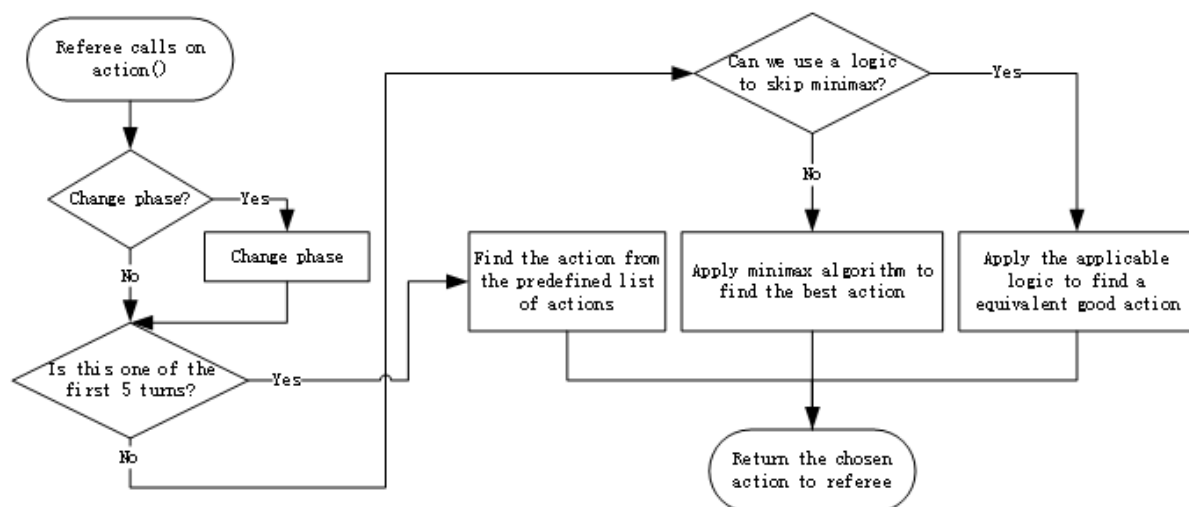 Referee calls on
action()
Change phase?
Yes
Change phase
No
Is this one of the
first 5 turns?
Yes
No
Find the action from
the predefined list
of actions
Can we use a logic
to skip minimax?
Yes
No
Apply minimax algorithm to
find the best action
Apply the applicable
logic to find a
equivalent good action
Return the chosen
action to referee